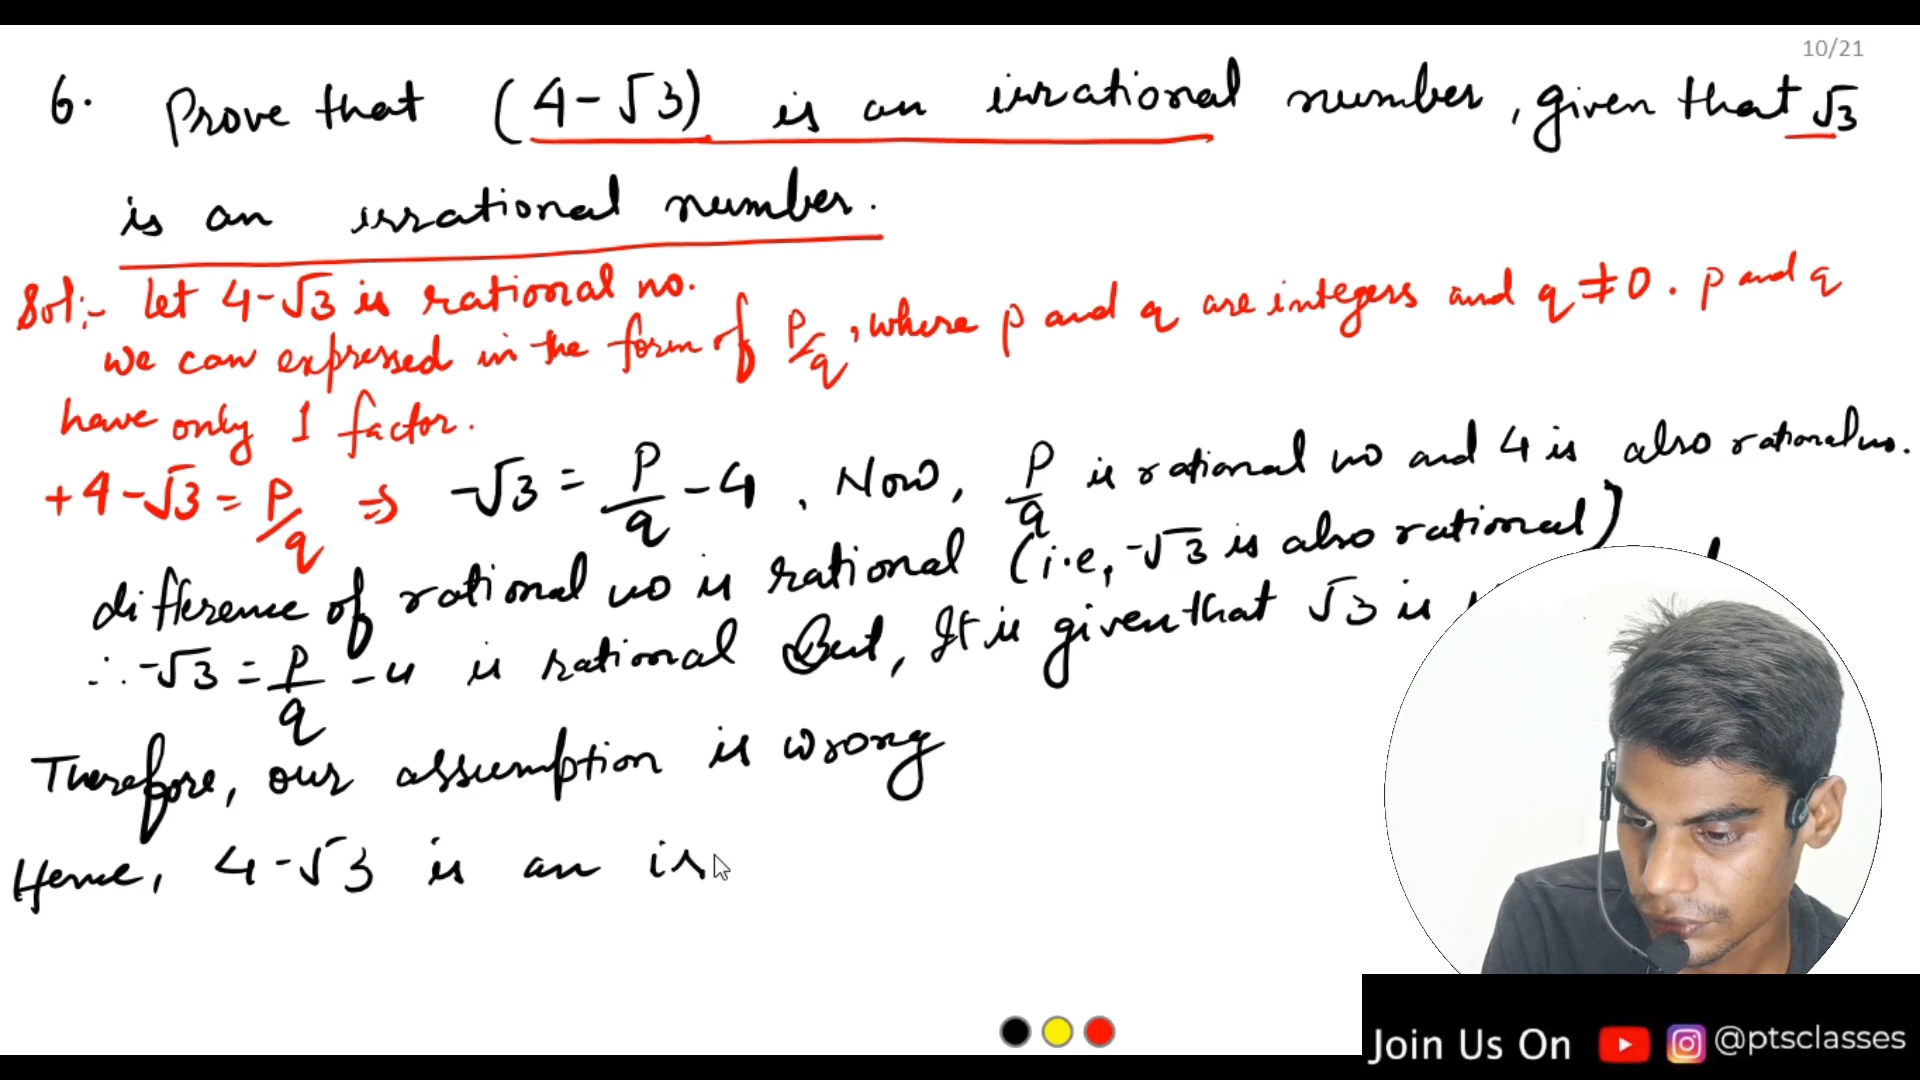 10/21
6. Prove that (4-√3) is an irrational number, given that √3
is an irrational number.
Sol:- Let 4-√3 is rational no.
we can expressed in the form of P/q, where p and q are integers and q ≠ 0. p and q
have only 1 factor.
+4-√3 = P/q ⇒ -√3 = P/q - 4. Now, P/q is rational no and 4 is also rational no.
difference of rational no is rational (i.e, -√3 is also rational)
∴ -√3 = P/q - 4 is rational But, It is given that √3 is
Therefore, our assumption is wrong
Hence, 4-√3 is an ir
Join Us On @ptsclasses